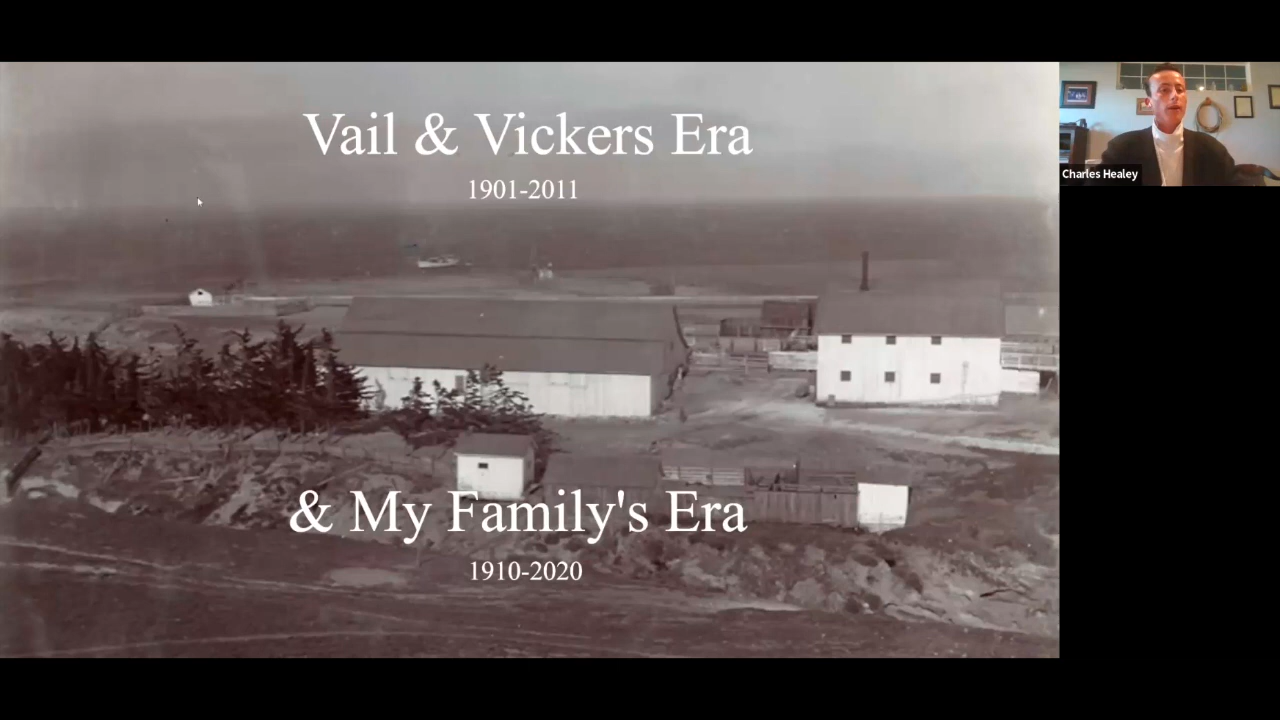 Vail & Vickers Era
1901-2011
Charles Healey
& My Family's Era
1910-2020